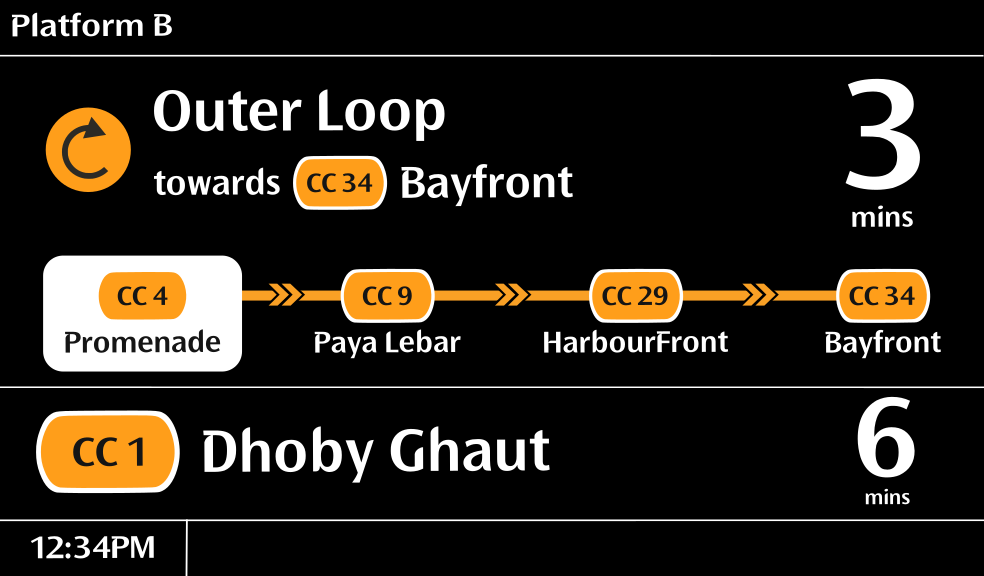 Platform B
Outer Loop
towards CC 34 Bayfront
3
mins
CC 4 CC 9 CC 29 CC 34
Promenade Paya Lebar HarbourFront Bayfront
CC 1 Dhoby Ghaut
6
mins
12:34PM